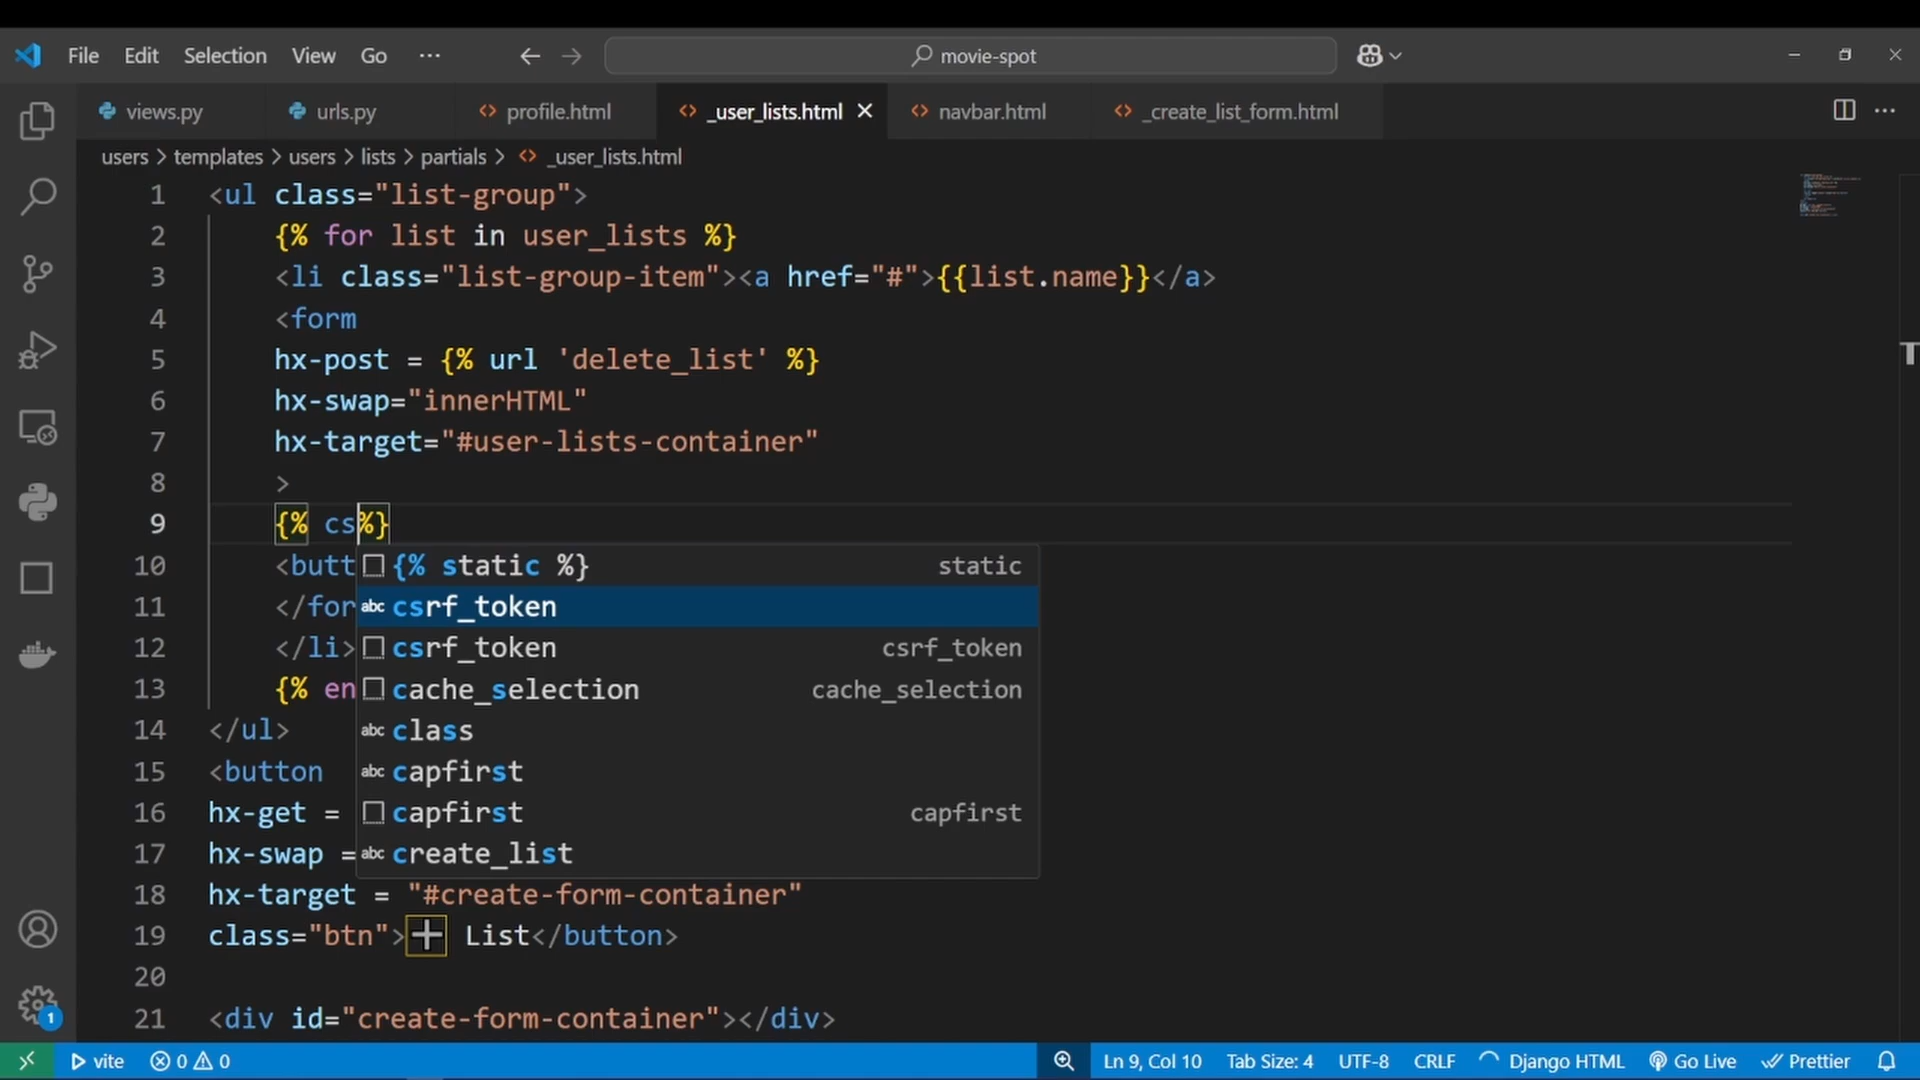 File Edit Selection View Go ··· movie-spot
views.py urls.py profile.html _user_lists.html navbar.html _create_list_form.html
users > templates > users > lists > partials > _user_lists.html
1 <ul class="list-group">
2 {% for list in user_lists %}
3 <li class="list-group-item"><a href="#">{{list.name}}</a>
4 <form
5 hx-post = {% url 'delete_list' %}
6 hx-swap="innerHTML"
7 hx-target="#user-lists-container"
8 >
9 {% cs%}
10 <butt {% static %} static
11 </for abc csrf_token
12 </li> csrf_token csrf_token
13 {% en cache_selection cache_selection
14 </ul> abc class
15 <button abc capfirst
16 hx-get = capfirst capfirst
17 hx-swap = abc create_list
18 hx-target = "#create-form-container"
19 class="btn">+ List</button>
20
21 <div id="create-form-container"></div>
1
vite 0 0 Ln 9, Col 10 Tab Size: 4 UTF-8 CRLF Django HTML Go Live Prettier